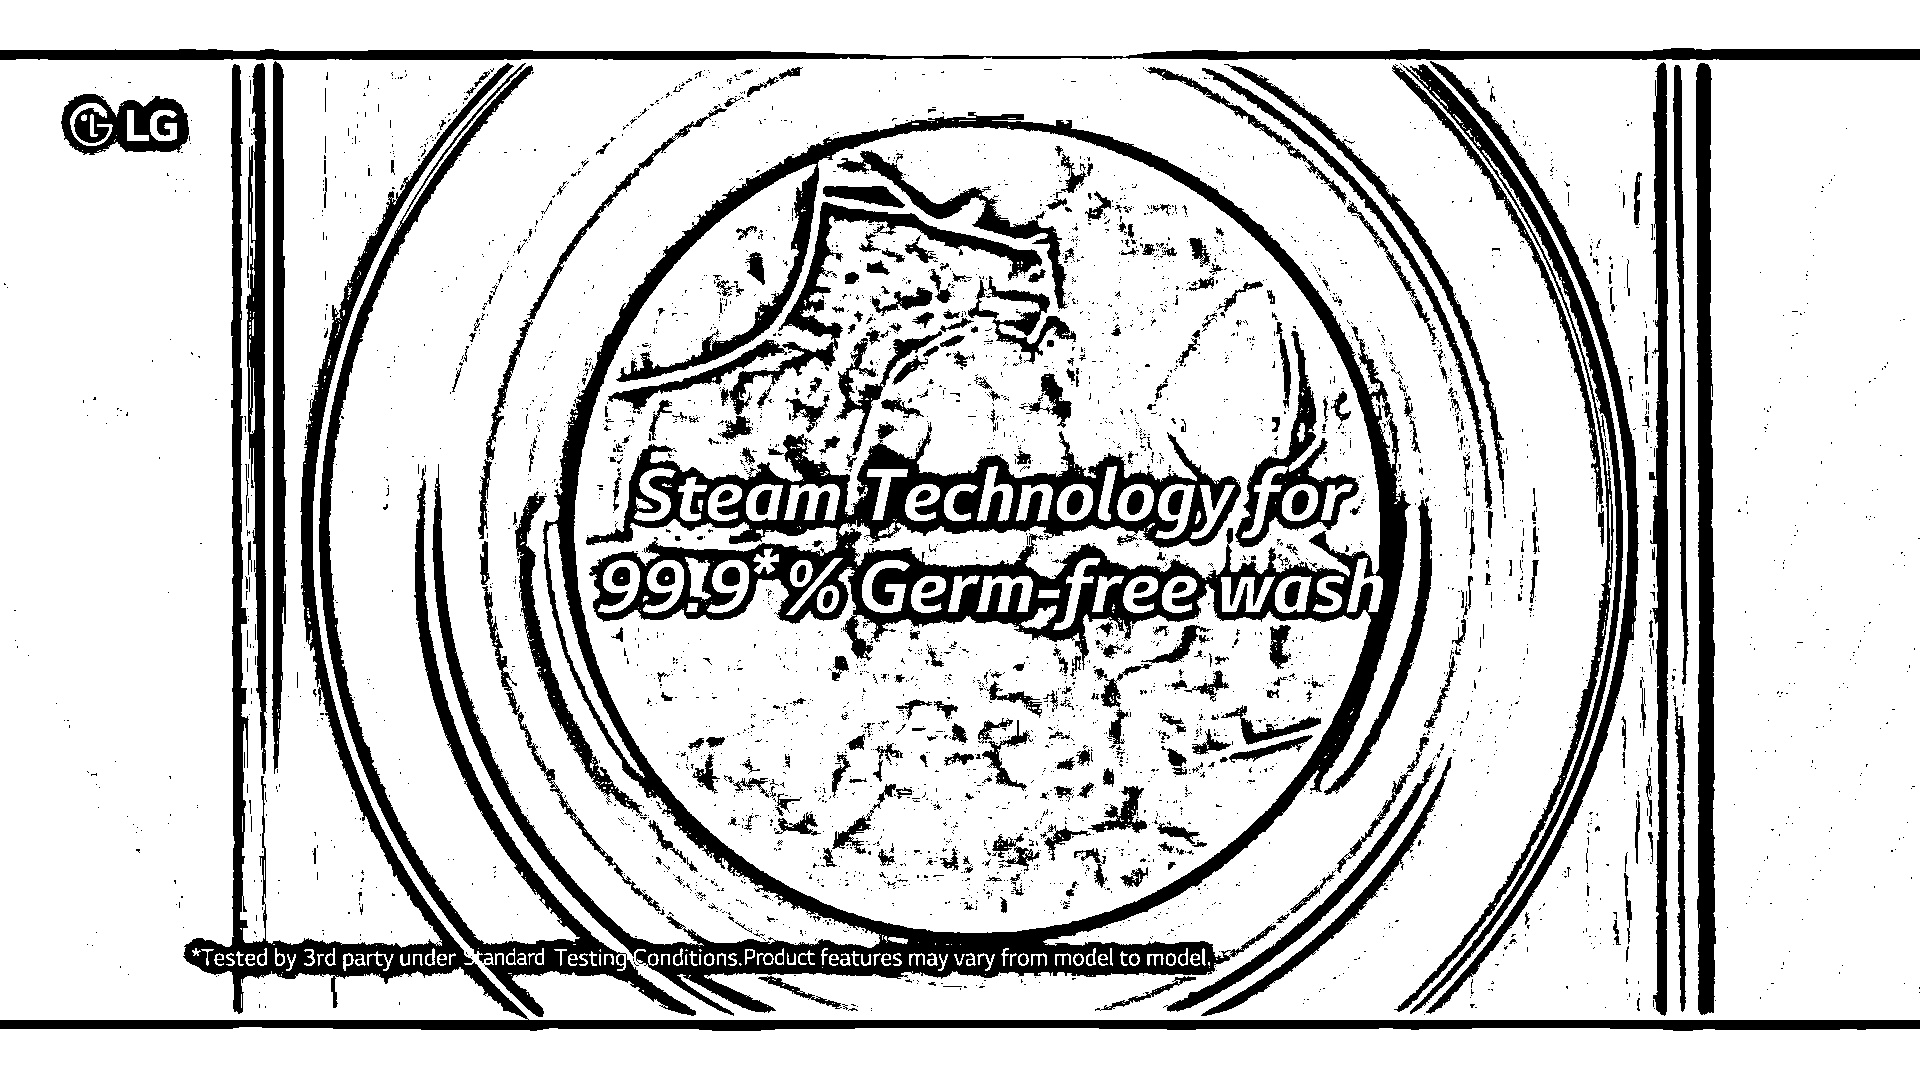 LG
Steam Technology for
99.9*% Germ-free wash
*Tested by 3rd party under Standard Testing Conditions.Product features may vary from model to model.